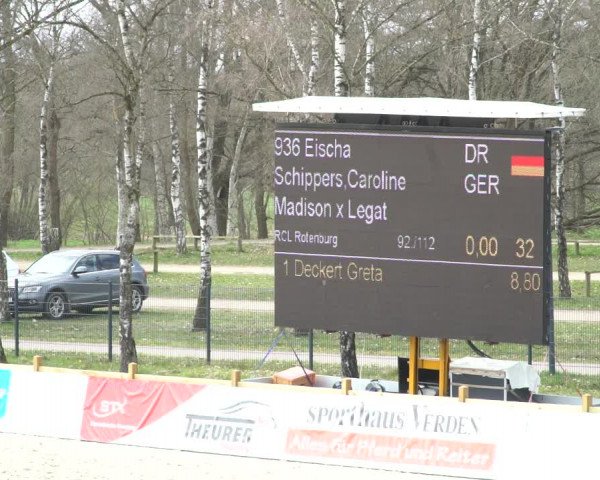 936 Eischa DR
Schippers,Caroline GER
Madison x Legat
RCL Rotenburg 92./112 0,00 32
1 Deckert Greta 8,80
STX
THEURER
SPORTHAUS VERDEN
Alles für Pferd und Reiter